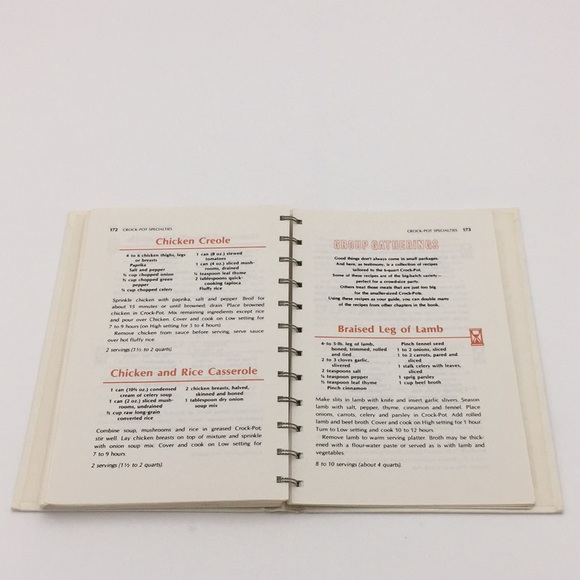 172 CROCK-POT SPECIALTIES
Chicken Creole
4 to 6 chicken thighs, legs
or breasts
Paprika
Salt and pepper
½ cup chopped onion
½ cup chopped green
pepper
½ cup chopped celery
1 can (8 oz.) stewed
tomatoes
1 can (4 oz.) sliced mush-
rooms, drained
½ teaspoon leaf thyme
2 tablespoons quick-
cooking tapioca
Fluffy rice
Sprinkle chicken with paprika, salt and pepper. Broil for
about 15 minutes or until browned; drain. Place browned
chicken in Crock-Pot. Mix remaining ingredients except rice
and pour over Chicken. Cover and cook on Low setting for
7 to 9 hours (on High setting for 3 to 4 hours).
Remove chicken from sauce before serving; serve sauce
over hot fluffy rice.
2 servings (1½ to 2 quarts).
Chicken and Rice Casserole
1 can (10¾ oz.) condensed
cream of celery soup
1 can (2 oz.) sliced mush-
rooms, undrained
½ cup raw long-grain
converted rice
2 chicken breasts, halved,
skinned and boned
1 tablespoon dry onion
soup mix
Combine soup, mushrooms and rice in greased Crock-Pot;
stir well. Lay chicken breasts on top of mixture and sprinkle
with onion soup mix. Cover and cook on Low setting for
7 to 9 hours.
2 servings (1½ to 2 quarts).
CROCK-POT SPECIALTIES 173
GROUP GATHERINGS
Good things don't always come in small packages.
And here, as testimony, is a collection of recipes
tailored to the 6-quart Crock-Pot.
Some of these recipes are of the big-batch variety—
perfect for a crowd-size party.
Others treat those meats that are just too big
for the smaller-sized Crock-Pots.
Using these recipes as your guide, you can double many
of the recipes from other chapters in the book.
Braised Leg of Lamb
4- to 5-lb. leg of lamb,
boned, trimmed, rolled
and tied
2 to 3 cloves garlic,
slivered
2 teaspoons salt
½ teaspoon pepper
½ teaspoon leaf thyme
Pinch cinnamon
Pinch fennel seed
1 to 2 onions, sliced
1 to 2 carrots, pared and
sliced
1 stalk celery with leaves,
sliced
1 sprig parsley
1 cup beef broth
Make slits in lamb with knife and insert garlic slivers. Season
lamb with salt, pepper, thyme, cinnamon and fennel. Place
onions, carrots, celery and parsley in Crock-Pot. Add rolled
lamb and beef broth. Cover and cook on High setting for 1 hour.
Turn to Low setting and cook 10 to 12 hours.
Remove lamb to warm serving platter. Broth may be thick-
ened with a flour-water paste or served as is with lamb and
vegetables.
8 to 10 servings (about 4 quarts).